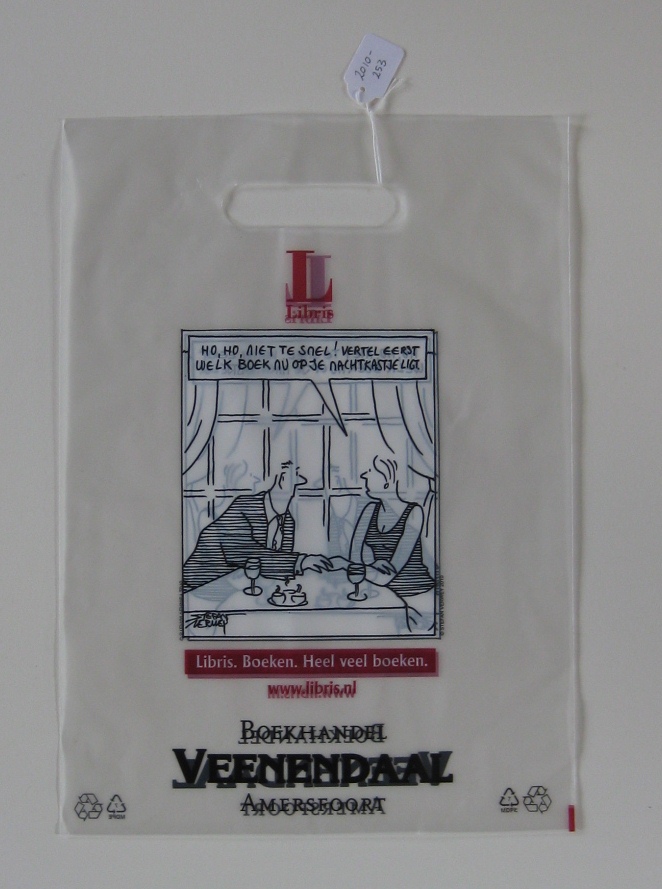 2010-
253
L
Libris
HO, HO, NIET TE SNEL! VERTEL EERST
WELK BOEK NU OP JE NACHTKASTJE LIGT.
Libris. Boeken. Heel veel boeken.
www.libris.nl
BOEKHANDEL
VEENENDAAL
AMERSFOORT
MDPE